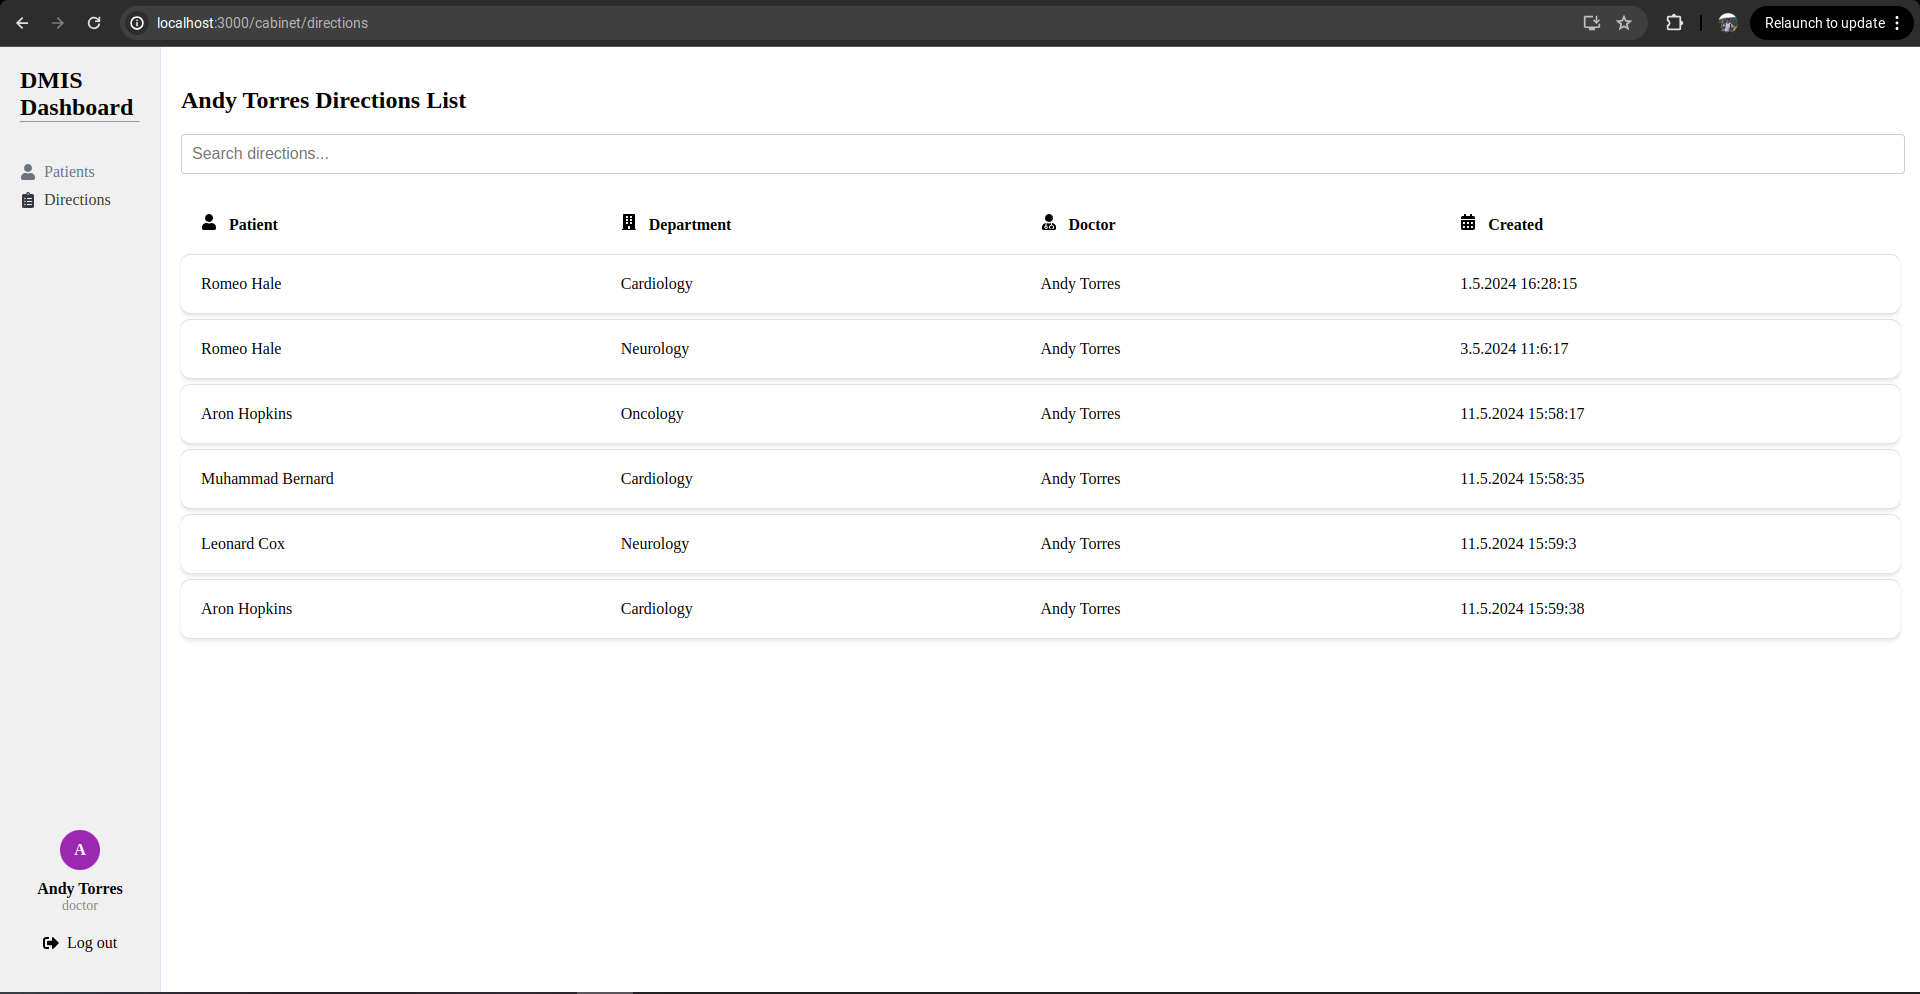 localhost:3000/cabinet/directions
Relaunch to update
DMIS
Dashboard
Patients
Directions
Andy Torres Directions List
Search directions...
Patient Department Doctor Created
Romeo Hale Cardiology Andy Torres 1.5.2024 16:28:15
Romeo Hale Neurology Andy Torres 3.5.2024 11:6:17
Aron Hopkins Oncology Andy Torres 11.5.2024 15:58:17
Muhammad Bernard Cardiology Andy Torres 11.5.2024 15:58:35
Leonard Cox Neurology Andy Torres 11.5.2024 15:59:3
Aron Hopkins Cardiology Andy Torres 11.5.2024 15:59:38
A
Andy Torres
doctor
Log out